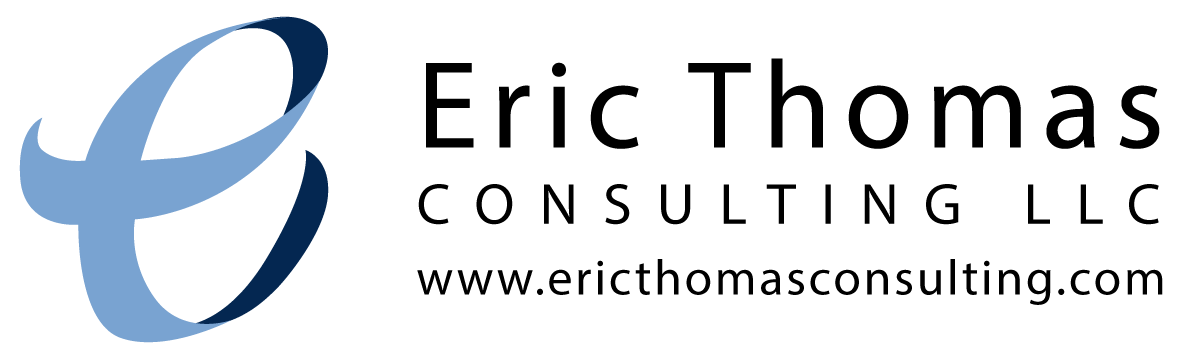 Eric Thomas
CONSULTING LLC
www.ericthomasconsulting.com